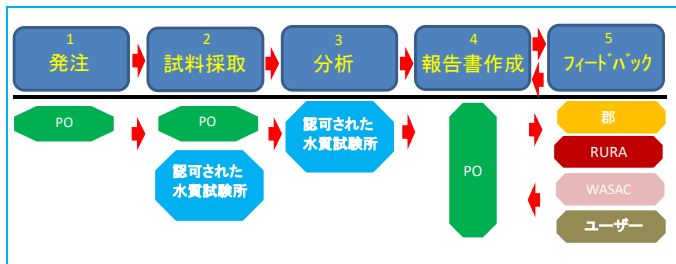 1
発注
2
試料採取
3
分析
4
報告書作成
5
フィードバック
PO
PO
認可された
水質試験所
認可された
水質試験所
PO
郡
RURA
WASAC
ユーザー